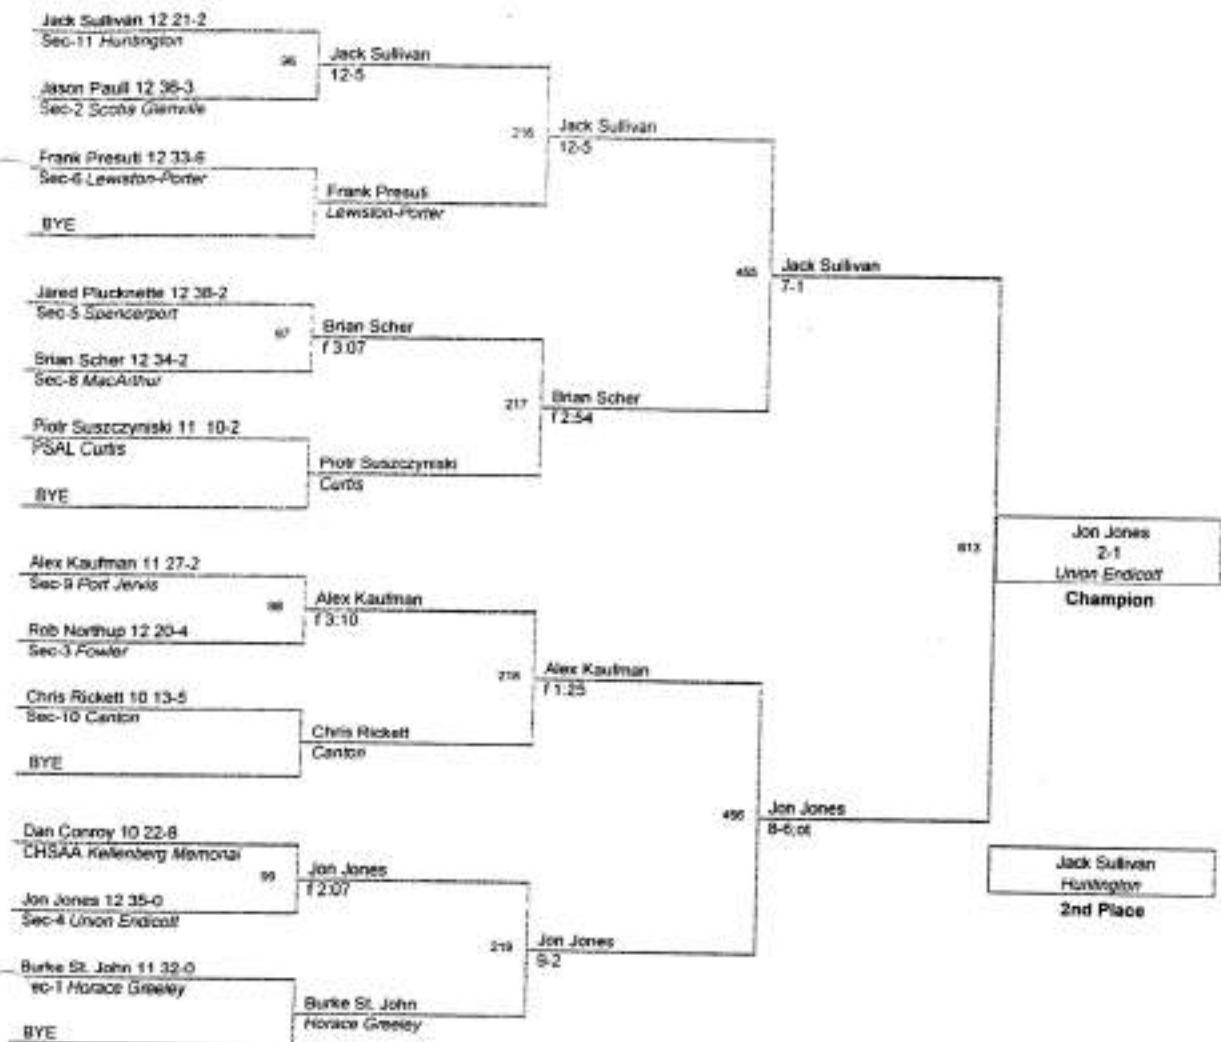 Jack Sullivan 12 21-2
Sec-11 Huntington
96
Jack Sullivan
12-5
Jason Paull 12 36-3
Sec-2 Scotia Glenville
216
Jack Sullivan
12-5
Frank Presuti 12 33-6
Sec-6 Lewiston-Porter
Frank Presuti
Lewiston-Porter
BYE
455
Jack Sullivan
7-1
Jared Plucknette 12 38-2
Sec-5 Spencerport
97
Brian Scher
f 3:07
Brian Scher 12 34-2
Sec-8 MacArthur
217
Brian Scher
f 2:54
Piotr Suszczyniski 11 10-2
PSAL Curtis
Piotr Suszczyniski
Curtis
BYE
613
Jon Jones
2-1
Union Endicott
Champion
Alex Kaufman 11 27-2
Sec-9 Port Jervis
98
Alex Kaufman
f 3:10
Rob Northup 12 20-4
Sec-3 Fowler
218
Alex Kaufman
f 1:25
Chris Rickett 10 13-5
Sec-10 Canton
Chris Rickett
Canton
BYE
456
Jon Jones
8-6;ot
Dan Conroy 10 22-8
CHSAA Kellenberg Memorial
99
Jon Jones
f 2:07
Jon Jones 12 35-0
Sec-4 Union Endicott
219
Jon Jones
9-2
Burke St. John 11 32-0
ec-1 Horace Greeley
Burke St. John
Horace Greeley
BYE
Jack Sullivan
Huntington
2nd Place